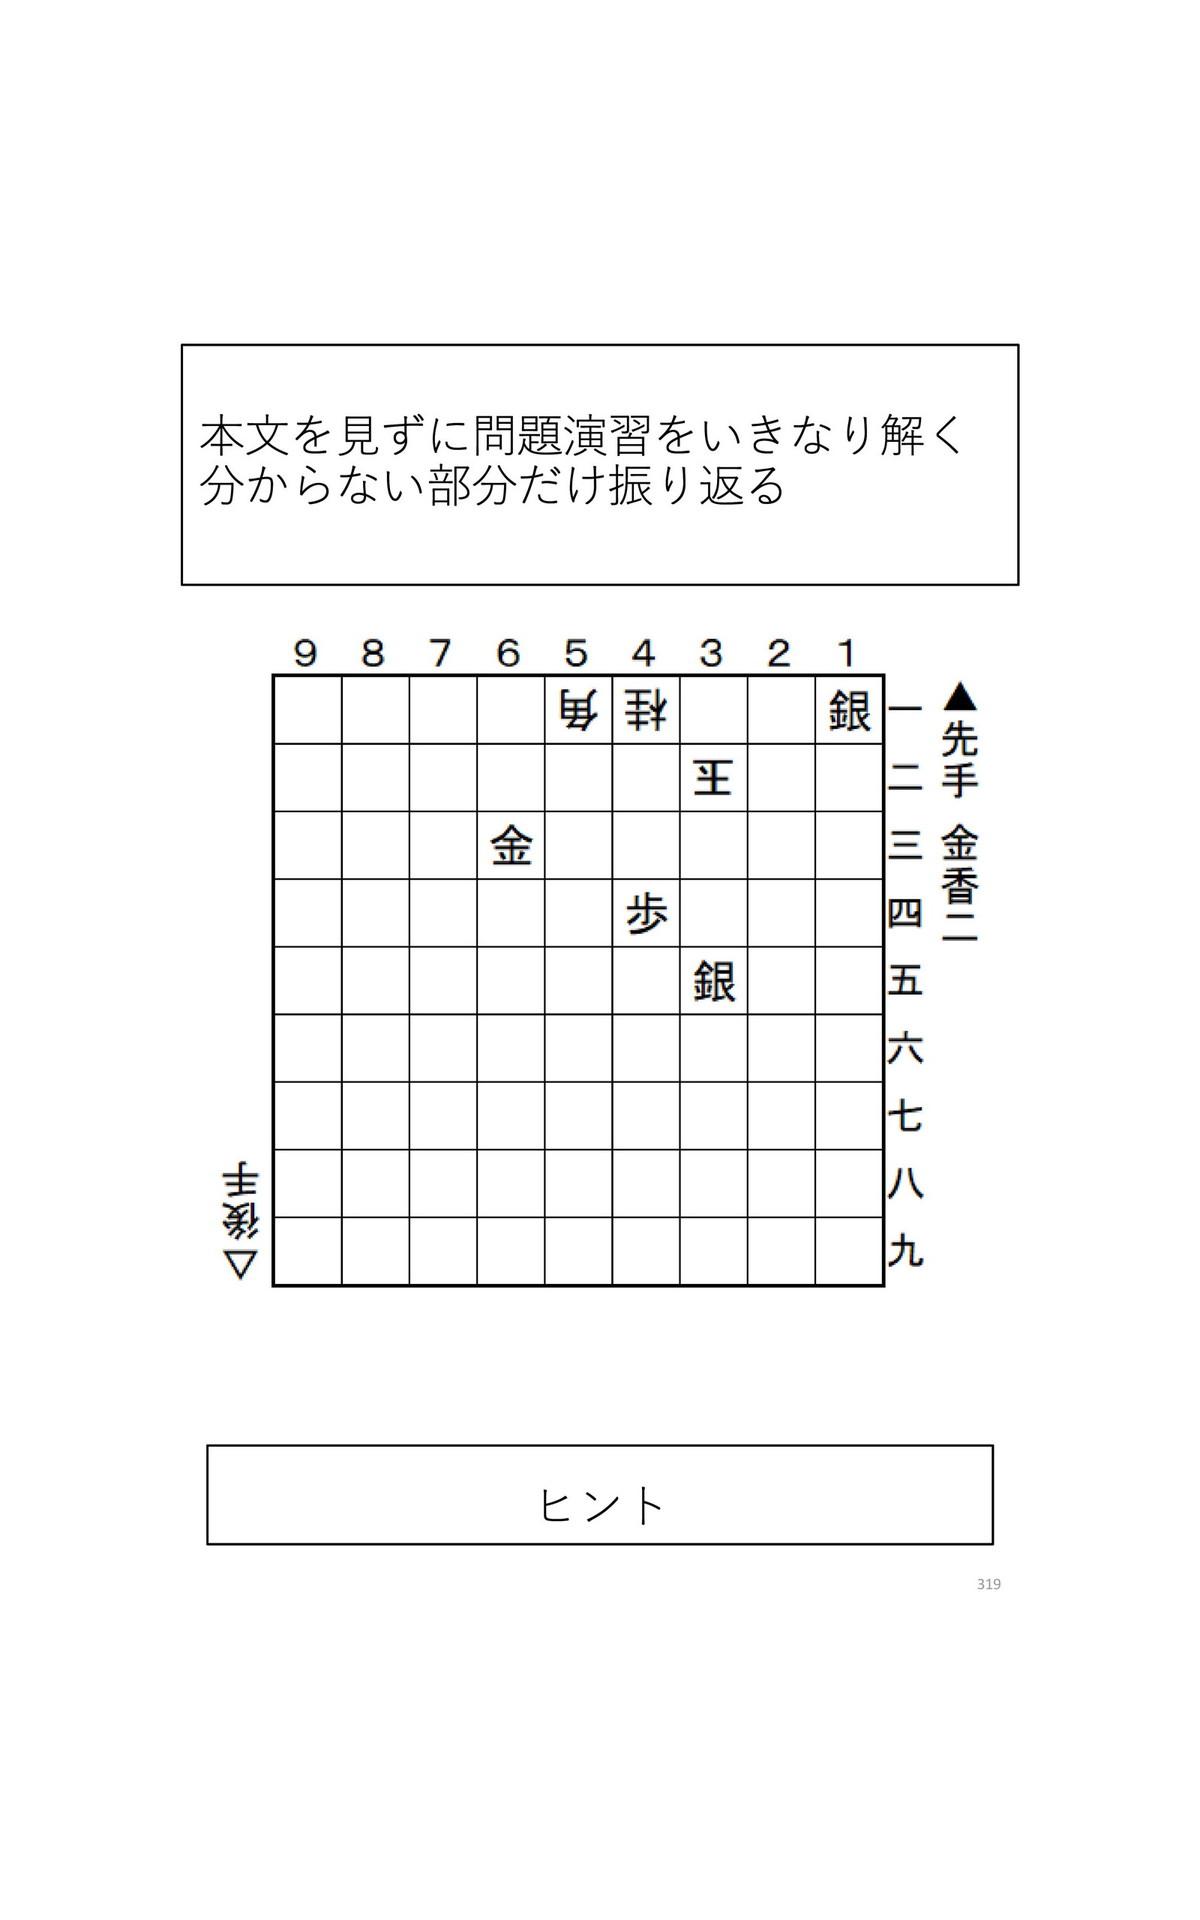 本文を見ずに問題演習をいきなり解く
分からない部分だけ振り返る
9 8 7 6 5 4 3 2 1
角 桂 銀 一
王 二
金 三
歩 四
銀 五
六
七
八
九
▲先手 金香二
△後手
ヒント
319